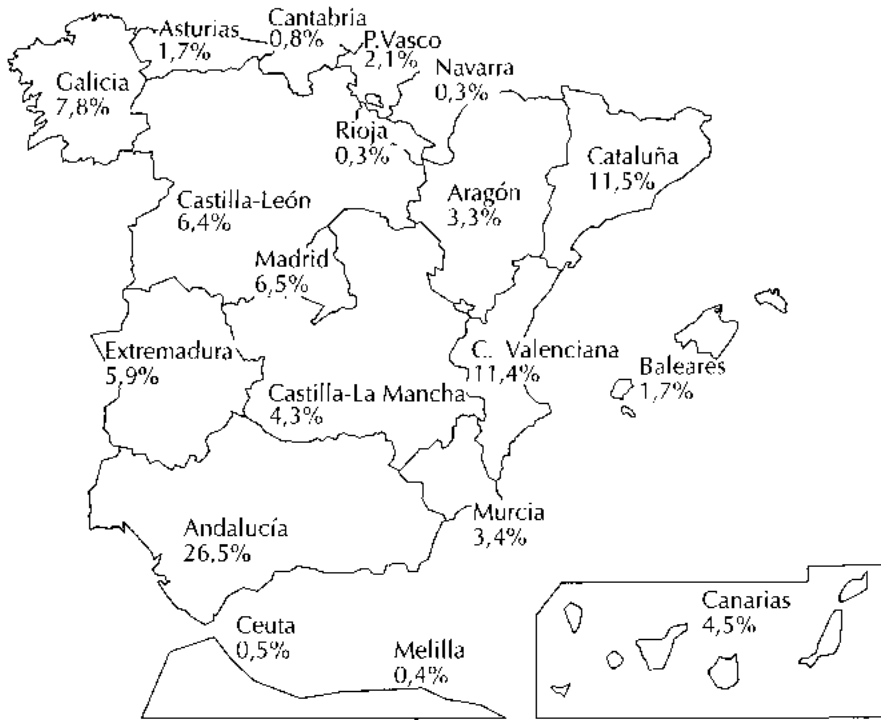 Cantabria
0,8%
Asturias
1,7%
P.Vasco
2,1%
Navarra
0,3%
Galicia
7,8%
Rioja
0,3%
Cataluña
11,5%
Aragón
3,3%
Castilla-León
6,4%
Madrid
6,5%
Extremadura
5,9%
C. Valenciana
11,4%
Baleares
1,7%
Castilla-La Mancha
4,3%
Murcia
3,4%
Andalucía
26,5%
Canarias
4,5%
Ceuta
0,5%
Melilla
0,4%